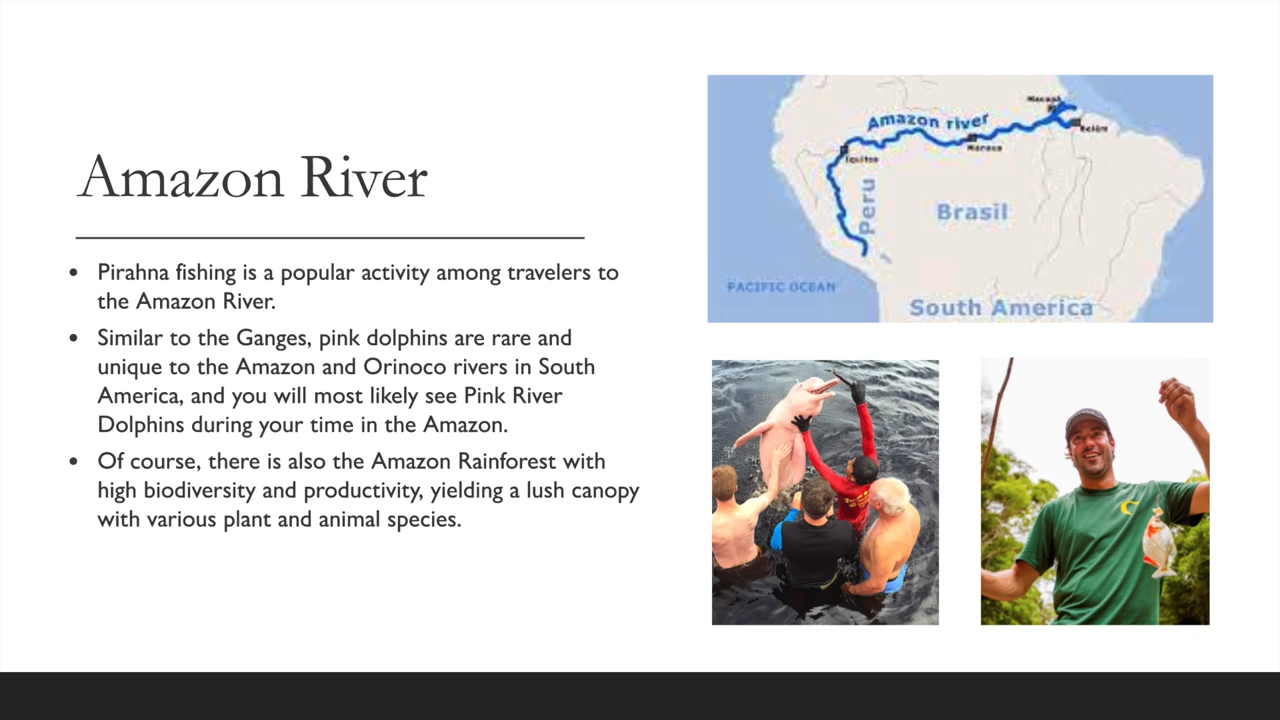 Amazon River
• Pirahna fishing is a popular activity among travelers to
the Amazon River.
• Similar to the Ganges, pink dolphins are rare and
unique to the Amazon and Orinoco rivers in South
America, and you will most likely see Pink River
Dolphins during your time in the Amazon.
• Of course, there is also the Amazon Rainforest with
high biodiversity and productivity, yielding a lush canopy
with various plant and animal species.
Amazon river
Belém
Iquitos
Peru
Brasil
PACIFIC OCEAN
South America